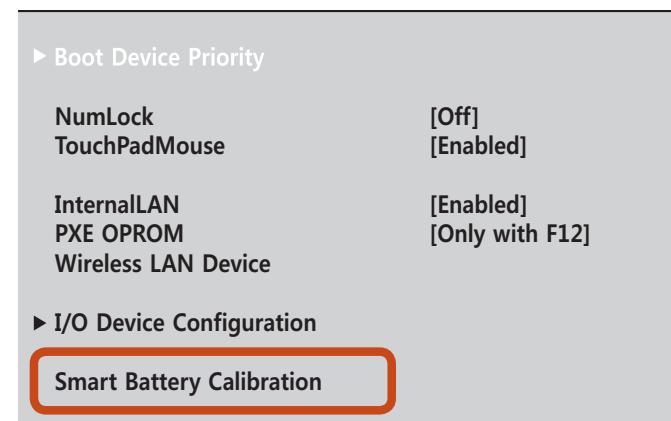 ▶ Boot Device Priority
NumLock [Off]
TouchPadMouse [Enabled]
InternalLAN [Enabled]
PXE OPROM [Only with F12]
Wireless LAN Device
▶ I/O Device Configuration
Smart Battery Calibration